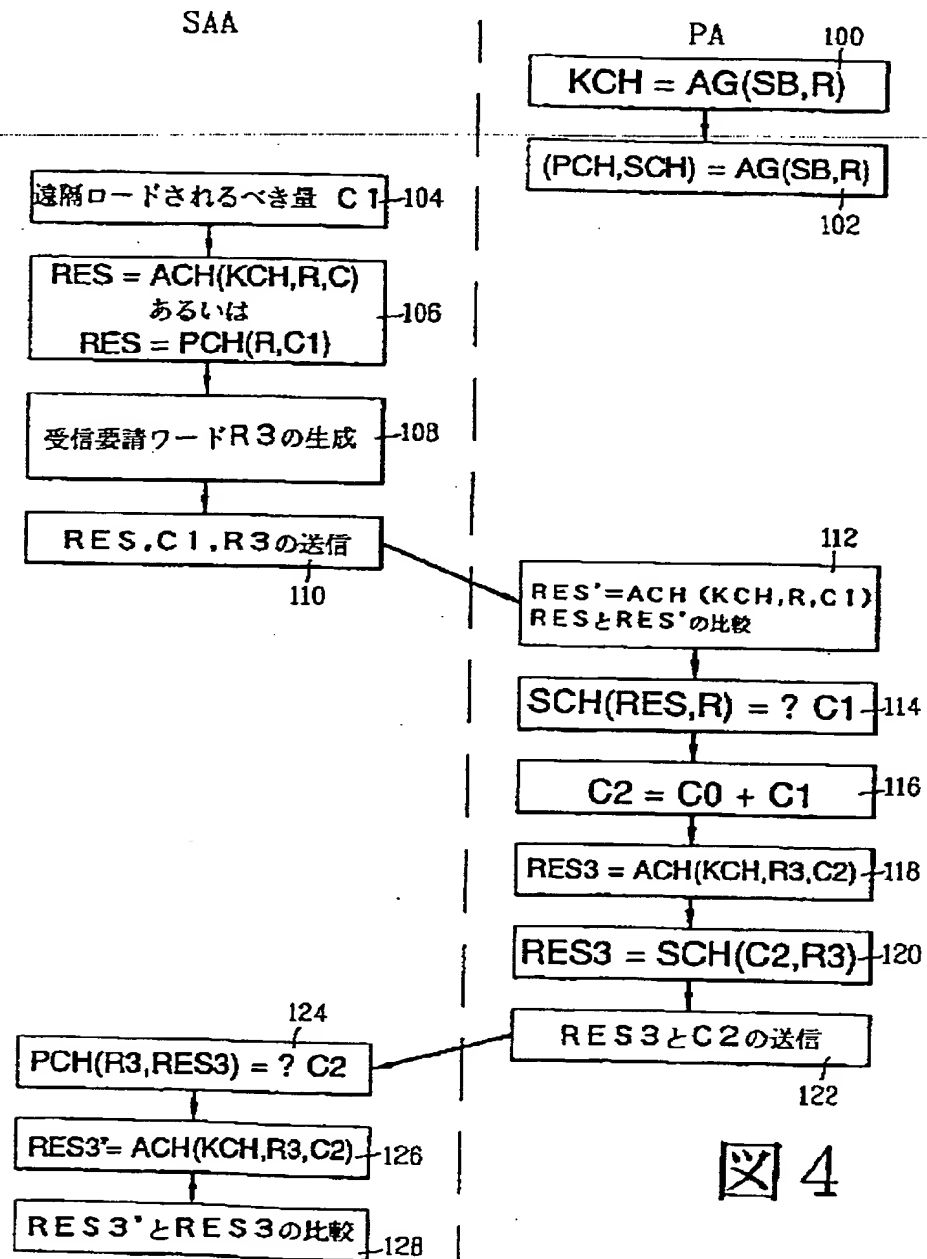 SAA
PA
100
KCH = AG(SB,R)
(PCH,SCH) = AG(SB,R)
102
遠隔ロードされるべき量 C1
104
RES = ACH(KCH,R,C)
あるいは
RES = PCH(R,C1)
106
受信要請ワードR3の生成
108
RES,C1,R3の送信
110
112
RES'=ACH (KCH,R,C1)
RESとRES'の比較
SCH(RES,R) = ? C1
114
C2 = C0 + C1
116
RES3 = ACH(KCH,R3,C2)
118
RES3 = SCH(C2,R3)
120
RES3とC2の送信
122
124
PCH(R3,RES3) = ? C2
RES3'= ACH(KCH,R3,C2)
126
RES3'とRES3の比較
128
図4